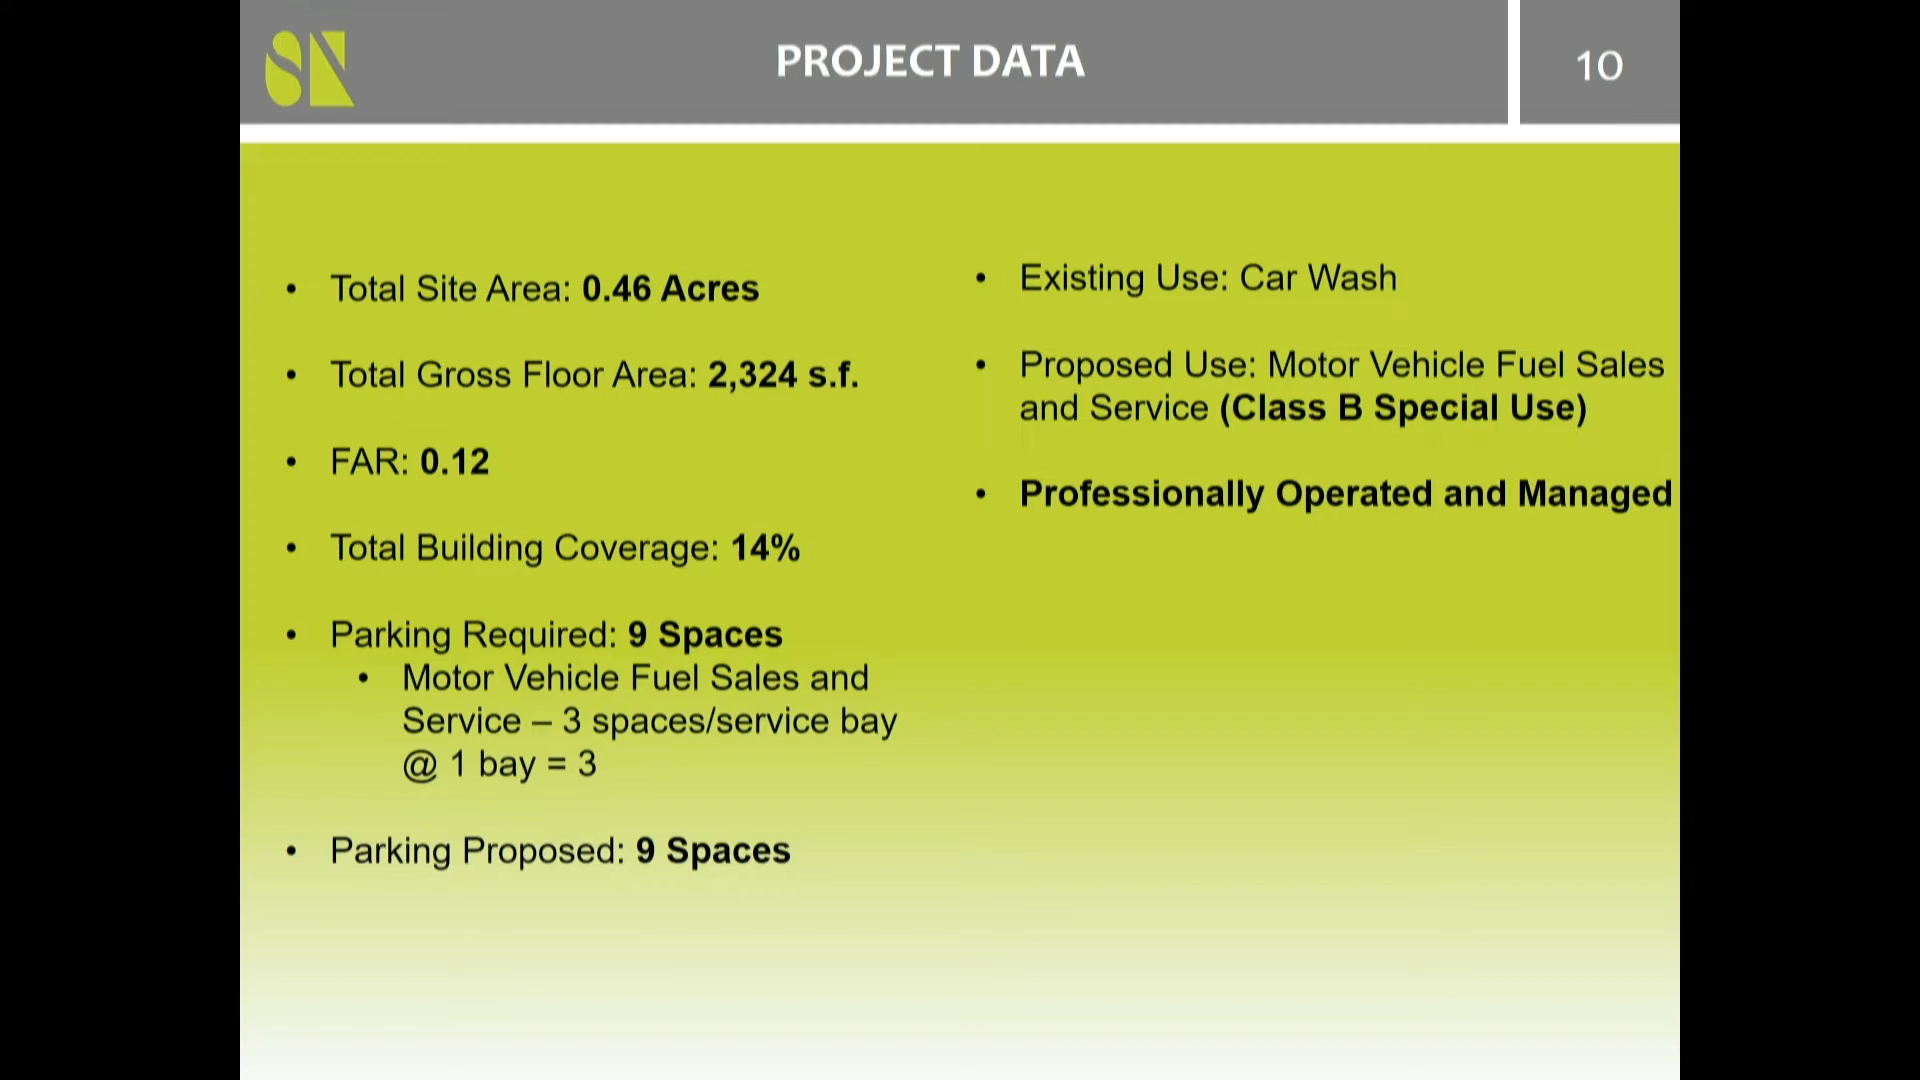 SN
PROJECT DATA
10
• Total Site Area: 0.46 Acres
• Total Gross Floor Area: 2,324 s.f.
• FAR: 0.12
• Total Building Coverage: 14%
• Parking Required: 9 Spaces
• Motor Vehicle Fuel Sales and
Service – 3 spaces/service bay
@ 1 bay = 3
• Parking Proposed: 9 Spaces
• Existing Use: Car Wash
• Proposed Use: Motor Vehicle Fuel Sales
and Service (Class B Special Use)
• Professionally Operated and Managed